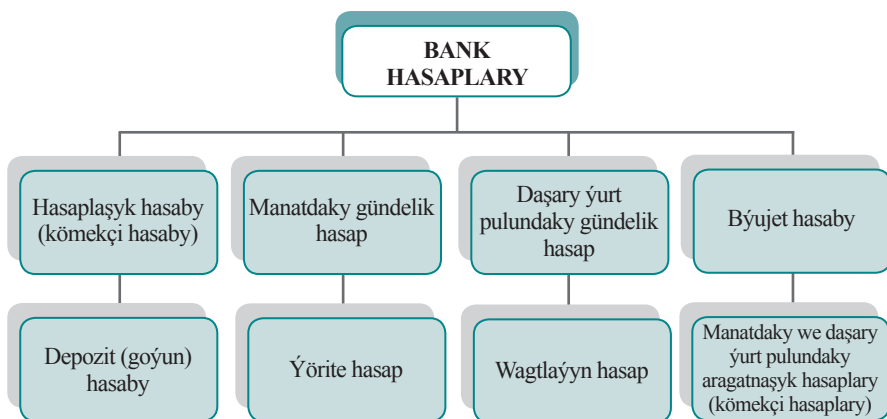 BANK
HASAPLARY
Hasaplaşyk hasaby
(kömekçi hasaby)
Manatdaky gündelik
hasap
Daşary ýurt
pulundaky gündelik
hasap
Býujet hasaby
Depozit (goýun)
hasaby
Ýörite hasap
Wagtlaýyn hasap
Manatdaky we daşary
ýurt pulundaky
aragatnaşyk hasaplary
(kömekçi hasaplary)